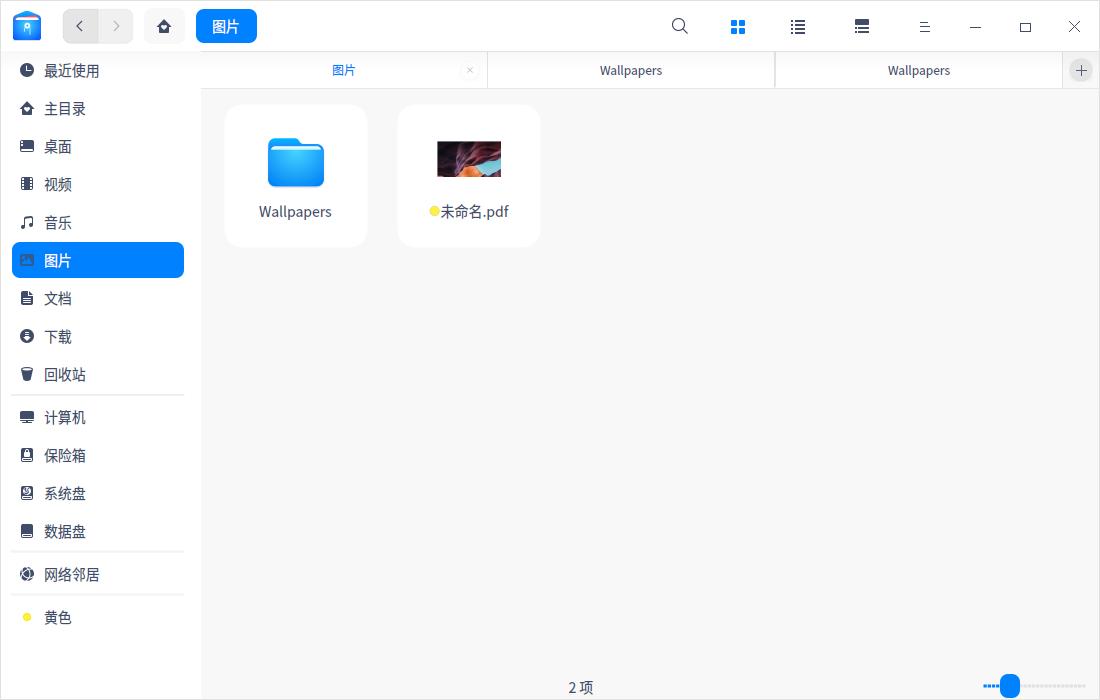 图片
最近使用
主目录
桌面
视频
音乐
图片
文档
下载
回收站
计算机
保险箱
系统盘
数据盘
网络邻居
黄色
图片
Wallpapers
Wallpapers
Wallpapers
未命名.pdf
2 项